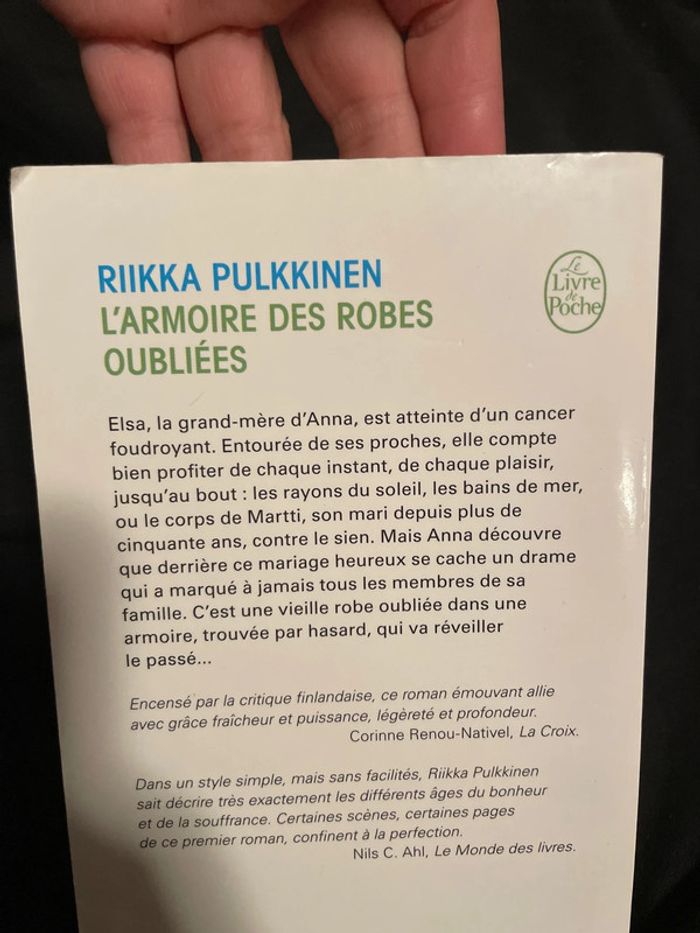 RIIKKA PULKKINEN
L'ARMOIRE DES ROBES
OUBLIÉES
Le
Livre
de
Poche
Elsa, la grand-mère d'Anna, est atteinte d'un cancer
foudroyant. Entourée de ses proches, elle compte
bien profiter de chaque instant, de chaque plaisir,
jusqu'au bout : les rayons du soleil, les bains de mer,
ou le corps de Martti, son mari depuis plus de
cinquante ans, contre le sien. Mais Anna découvre
que derrière ce mariage heureux se cache un drame
qui a marqué à jamais tous les membres de sa
famille. C'est une vieille robe oubliée dans une
armoire, trouvée par hasard, qui va réveiller
le passé...
Encensé par la critique finlandaise, ce roman émouvant allie
avec grâce fraîcheur et puissance, légèreté et profondeur.
Corinne Renou-Nativel, La Croix.
Dans un style simple, mais sans facilités, Riikka Pulkkinen
sait décrire très exactement les différents âges du bonheur
et de la souffrance. Certaines scènes, certaines pages
de ce premier roman, confinent à la perfection.
Nils C. Ahl, Le Monde des livres.